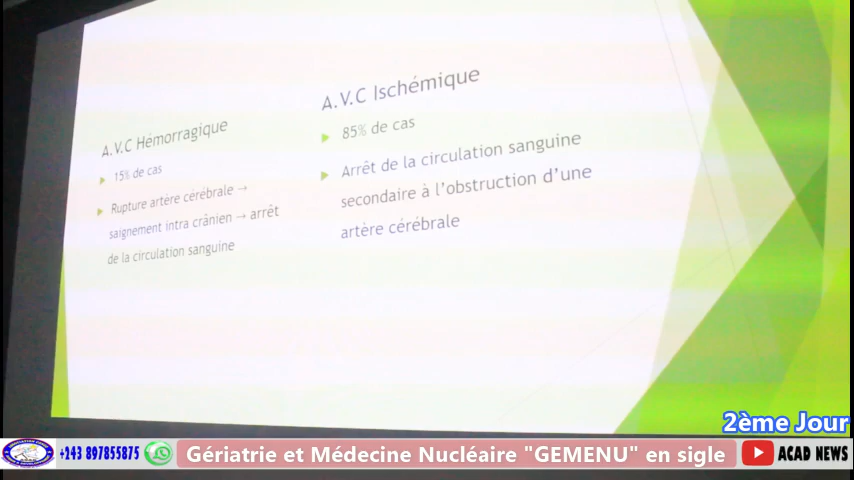 A.V.C Hémorragique
15% de cas
Rupture artère cérébrale →
saignement intra crânien → arrêt
de la circulation sanguine
A.V.C Ischémique
85% de cas
Arrêt de la circulation sanguine
secondaire à l'obstruction d'une
artère cérébrale
2ème Jour
+243 897855875
Gériatrie et Médecine Nucléaire "GEMENU" en sigle
ACAD NEWS